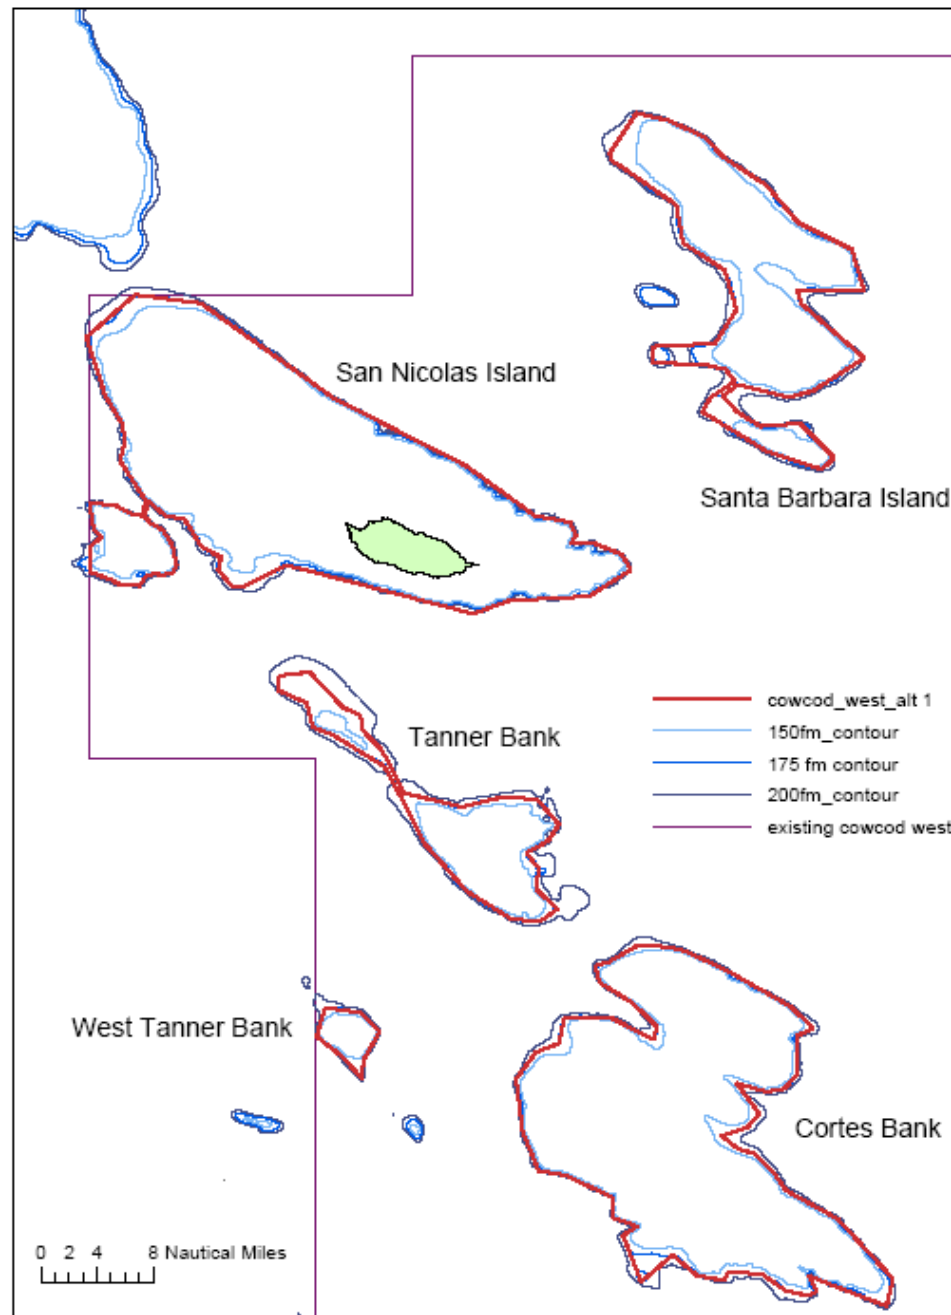 San Nicolas Island
Santa Barbara Island
cowcod_west_alt 1
150fm_contour
Tanner Bank
175 fm contour
200fm_contour
existing cowcod west
West Tanner Bank
Cortes Bank
0 2 4 8 Nautical Miles